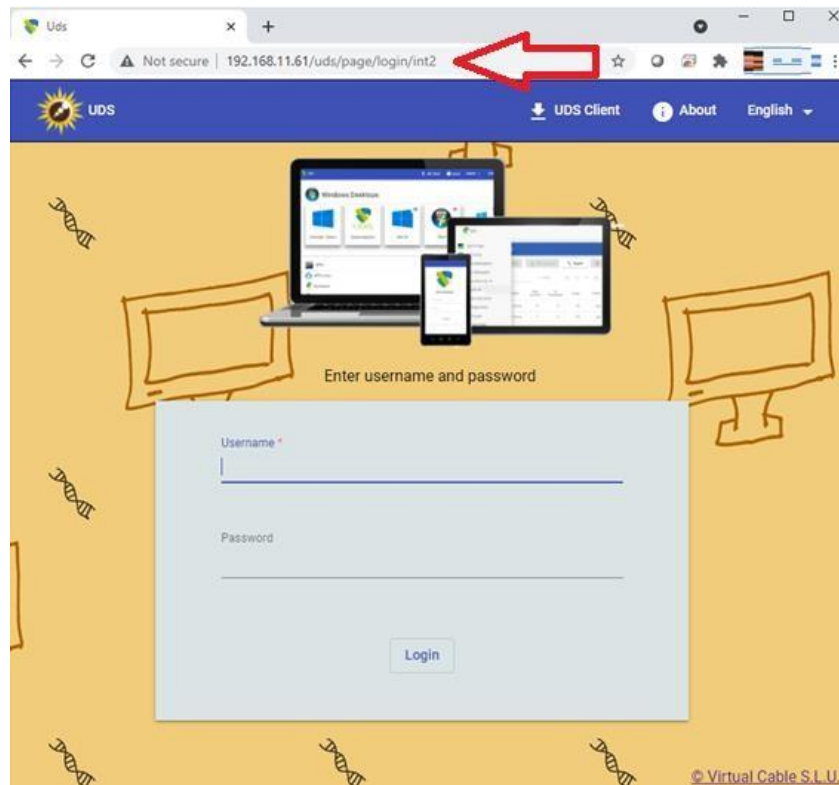 Uds
Not secure | 192.168.11.61/uds/page/login/int2
UDS
UDS Client
About
English
Windows Desktops
Enter username and password
Username *
Password
Login
© Virtual Cable S.L.U.